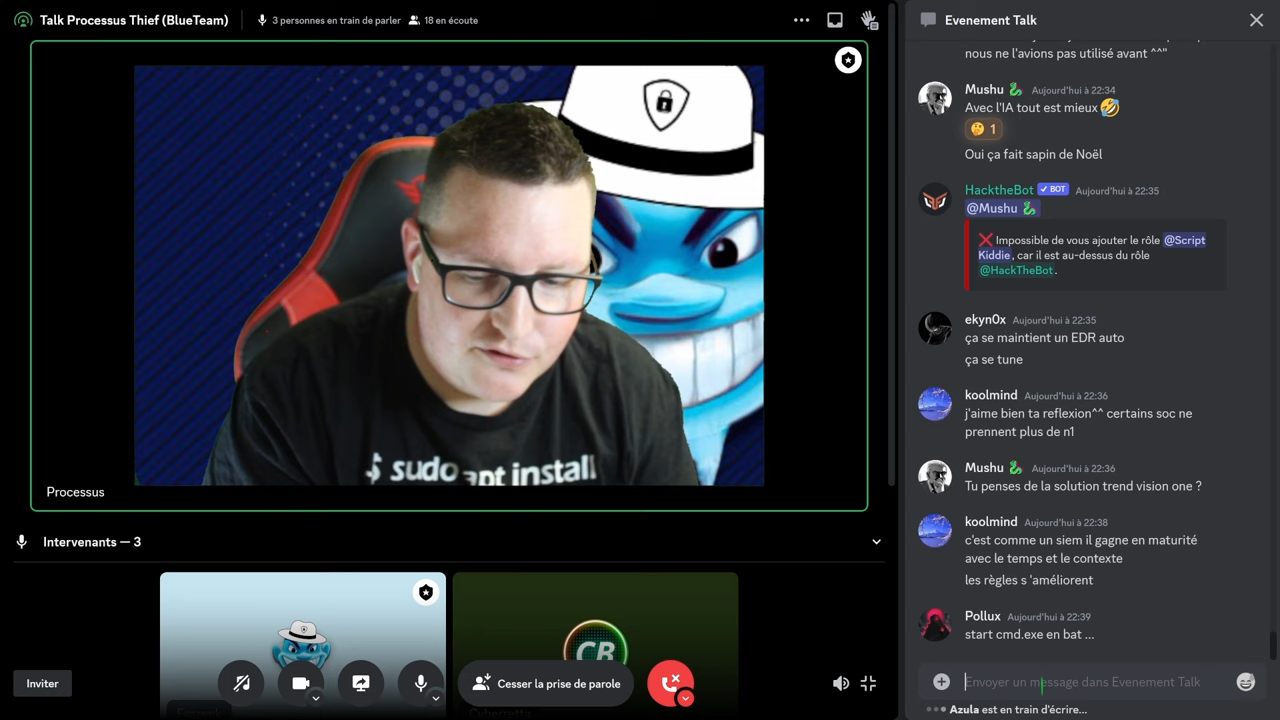 Talk Processus Thief (BlueTeam)
3 personnes en train de parler
18 en écoute
$ sudo apt install
Processus
Intervenants — 3
CB
Inviter
Cesser la prise de parole
Evenement Talk
nous ne l'avions pas utilisé avant ^^"
Mushu Aujourd'hui à 22:34
Avec l'IA tout est mieux
1
Oui ça fait sapin de Noël
HacktheBot BOT Aujourd'hui à 22:35
@Mushu
Impossible de vous ajouter le rôle @Script
Kiddie, car il est au-dessus du rôle
@HackTheBot.
ekyn0x Aujourd'hui à 22:35
ça se maintient un EDR auto
ça se tune
koolmind Aujourd'hui à 22:36
j'aime bien ta reflexion^^ certains soc ne
prennent plus de n1
Mushu Aujourd'hui à 22:36
Tu penses de la solution trend vision one ?
koolmind Aujourd'hui à 22:38
c'est comme un siem il gagne en maturité
avec le temps et le contexte
les règles s 'améliorent
Pollux Aujourd'hui à 22:39
start cmd.exe en bat ...
Envoyer un message dans Evenement Talk
Azula est en train d'écrire...